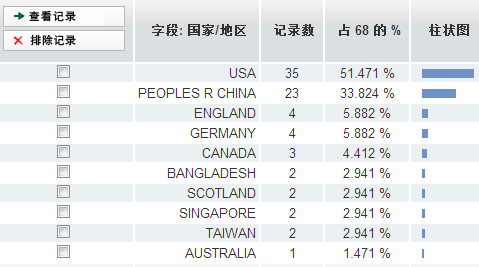 查看记录
排除记录
字段: 国家/地区 记录数 占 68 的 % 柱状图
USA 35 51.471 %
PEOPLES R CHINA 23 33.824 %
ENGLAND 4 5.882 %
GERMANY 4 5.882 %
CANADA 3 4.412 %
BANGLADESH 2 2.941 %
SCOTLAND 2 2.941 %
SINGAPORE 2 2.941 %
TAIWAN 2 2.941 %
AUSTRALIA 1 1.471 %